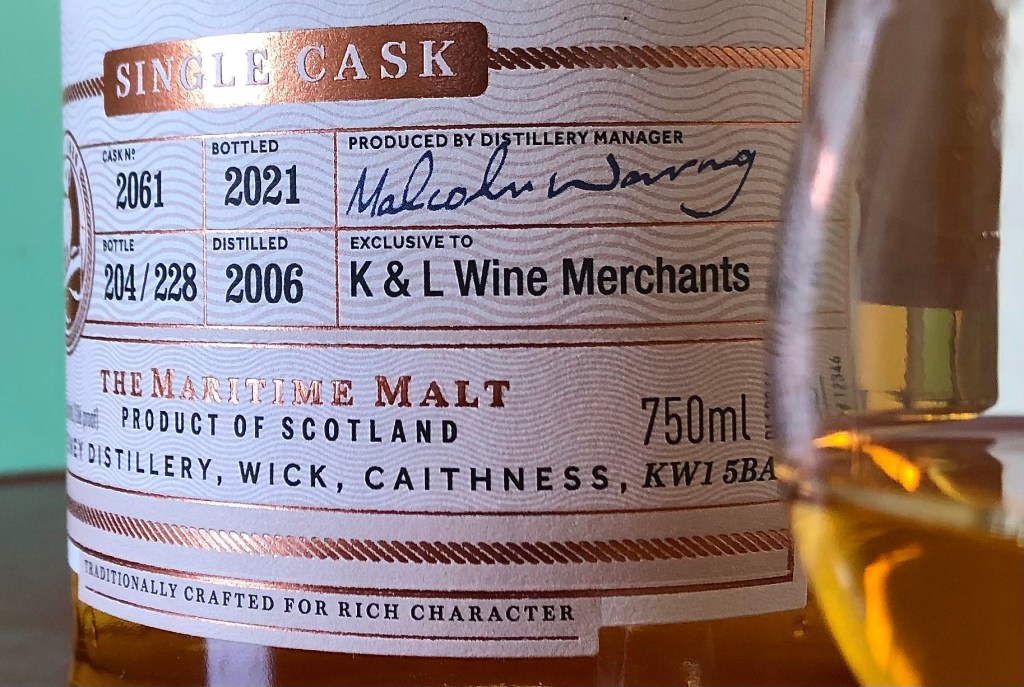 SINGLE CASK
CASK Nº
2061
BOTTLED
2021
PRODUCED BY DISTILLERY MANAGER
Malcolm Waring
BOTTLE
204/228
DISTILLED
2006
EXCLUSIVE TO
K & L Wine Merchants
THE MARITIME MALT
PRODUCT OF SCOTLAND
750ml
DISTILLERY, WICK, CAITHNESS, KW1 5BA
TRADITIONALLY CRAFTED FOR RICH CHARACTER